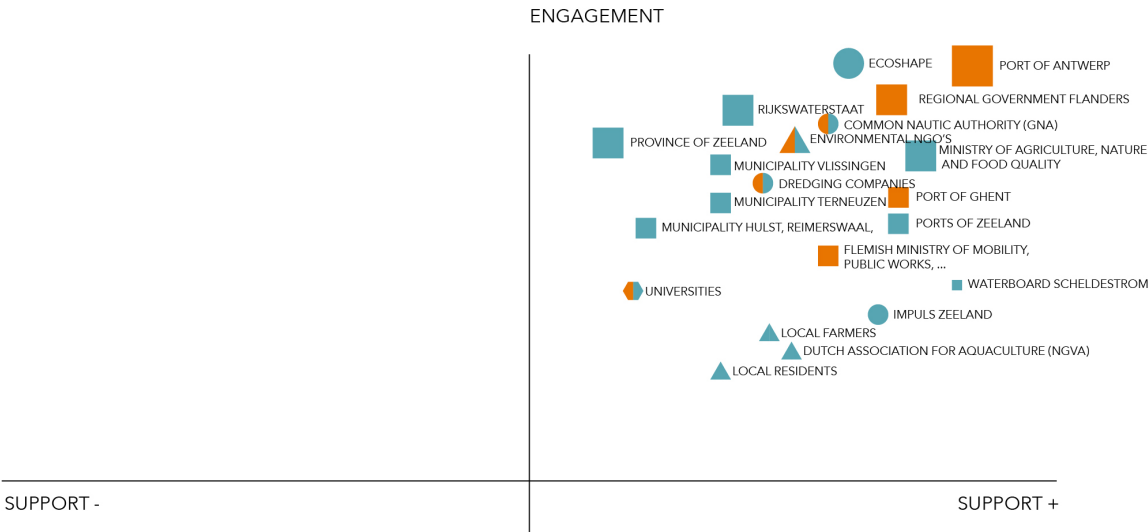 ENGAGEMENT
ECOSHAPE
PORT OF ANTWERP
REGIONAL GOVERNMENT FLANDERS
RIJKSWATERSTAAT
COMMON NAUTIC AUTHORITY (GNA)
PROVINCE OF ZEELAND
ENVIRONMENTAL NGO'S
MINISTRY OF AGRICULTURE, NATURE
AND FOOD QUALITY
MUNICIPALITY VLISSINGEN
DREDGING COMPANIES
PORT OF GHENT
MUNICIPALITY TERNEUZEN
PORTS OF ZEELAND
MUNICIPALITY HULST, REIMERSWAAL,
FLEMISH MINISTRY OF MOBILITY,
PUBLIC WORKS, ...
WATERBOARD SCHELDESTROM
UNIVERSITIES
IMPULS ZEELAND
LOCAL FARMERS
DUTCH ASSOCIATION FOR AQUACULTURE (NGVA)
LOCAL RESIDENTS
SUPPORT -
SUPPORT +